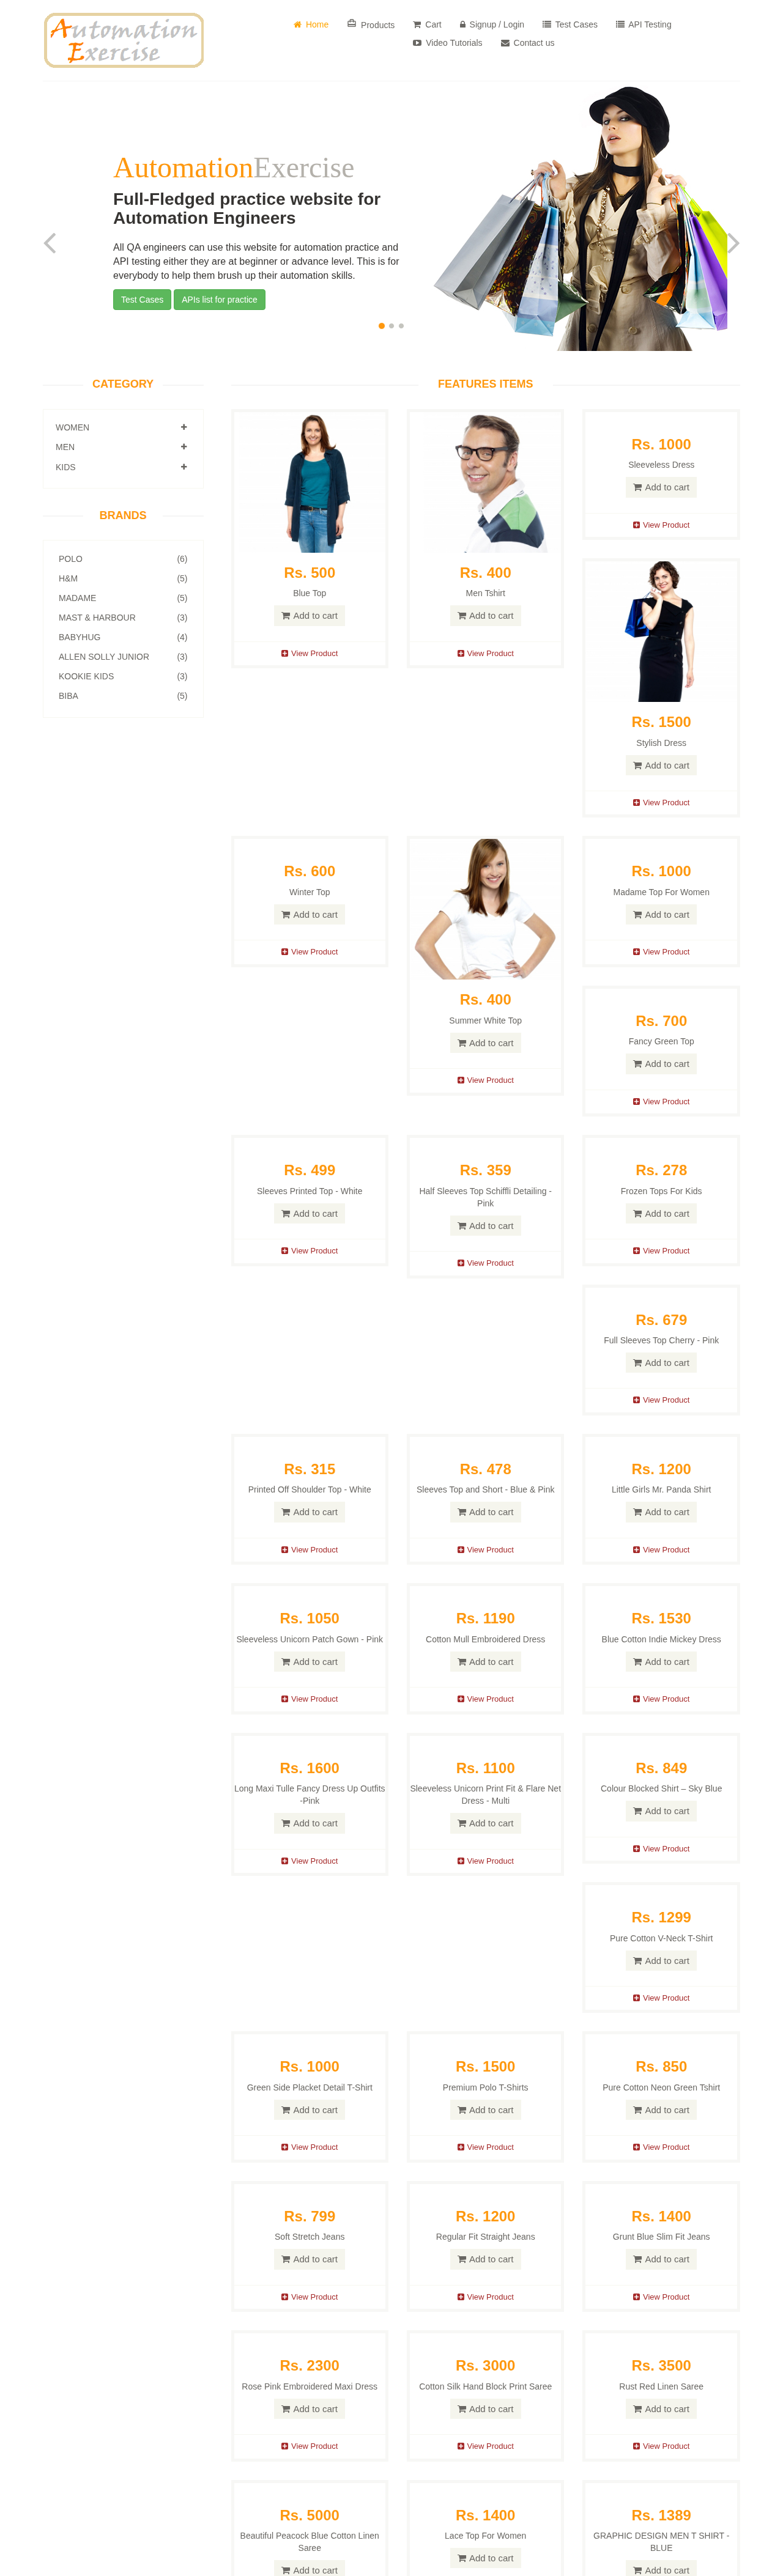 Automation
Exercise
Home
Products
Cart
Signup / Login
Test Cases
API Testing
Video Tutorials
Contact us
AutomationExercise
Full-Fledged practice website for
Automation Engineers
All QA engineers can use this website for automation practice and
API testing either they are at beginner or advance level. This is for
everybody to help them brush up their automation skills.
Test Cases
APIs list for practice
CATEGORY
WOMEN
MEN
KIDS
BRANDS
POLO (6)
H&M (5)
MADAME (5)
MAST & HARBOUR (3)
BABYHUG (4)
ALLEN SOLLY JUNIOR (3)
KOOKIE KIDS (3)
BIBA (5)
FEATURES ITEMS
Rs. 500
Blue Top
Add to cart
View Product
Rs. 400
Men Tshirt
Add to cart
View Product
Rs. 1000
Sleeveless Dress
Add to cart
View Product
Rs. 1500
Stylish Dress
Add to cart
View Product
Rs. 600
Winter Top
Add to cart
View Product
Rs. 400
Summer White Top
Add to cart
View Product
Rs. 1000
Madame Top For Women
Add to cart
View Product
Rs. 700
Fancy Green Top
Add to cart
View Product
Rs. 499
Sleeves Printed Top - White
Add to cart
View Product
Rs. 359
Half Sleeves Top Schiffli Detailing -
Pink
Add to cart
View Product
Rs. 278
Frozen Tops For Kids
Add to cart
View Product
Rs. 679
Full Sleeves Top Cherry - Pink
Add to cart
View Product
Rs. 315
Printed Off Shoulder Top - White
Add to cart
View Product
Rs. 478
Sleeves Top and Short - Blue & Pink
Add to cart
View Product
Rs. 1200
Little Girls Mr. Panda Shirt
Add to cart
View Product
Rs. 1050
Sleeveless Unicorn Patch Gown - Pink
Add to cart
View Product
Rs. 1190
Cotton Mull Embroidered Dress
Add to cart
View Product
Rs. 1530
Blue Cotton Indie Mickey Dress
Add to cart
View Product
Rs. 1600
Long Maxi Tulle Fancy Dress Up Outfits
-Pink
Add to cart
View Product
Rs. 1100
Sleeveless Unicorn Print Fit & Flare Net
Dress - Multi
Add to cart
View Product
Rs. 849
Colour Blocked Shirt – Sky Blue
Add to cart
View Product
Rs. 1299
Pure Cotton V-Neck T-Shirt
Add to cart
View Product
Rs. 1000
Green Side Placket Detail T-Shirt
Add to cart
View Product
Rs. 1500
Premium Polo T-Shirts
Add to cart
View Product
Rs. 850
Pure Cotton Neon Green Tshirt
Add to cart
View Product
Rs. 799
Soft Stretch Jeans
Add to cart
View Product
Rs. 1200
Regular Fit Straight Jeans
Add to cart
View Product
Rs. 1400
Grunt Blue Slim Fit Jeans
Add to cart
View Product
Rs. 2300
Rose Pink Embroidered Maxi Dress
Add to cart
View Product
Rs. 3000
Cotton Silk Hand Block Print Saree
Add to cart
View Product
Rs. 3500
Rust Red Linen Saree
Add to cart
View Product
Rs. 5000
Beautiful Peacock Blue Cotton Linen
Saree
Add to cart
Rs. 1400
Lace Top For Women
Add to cart
Rs. 1389
GRAPHIC DESIGN MEN T SHIRT -
BLUE
Add to cart